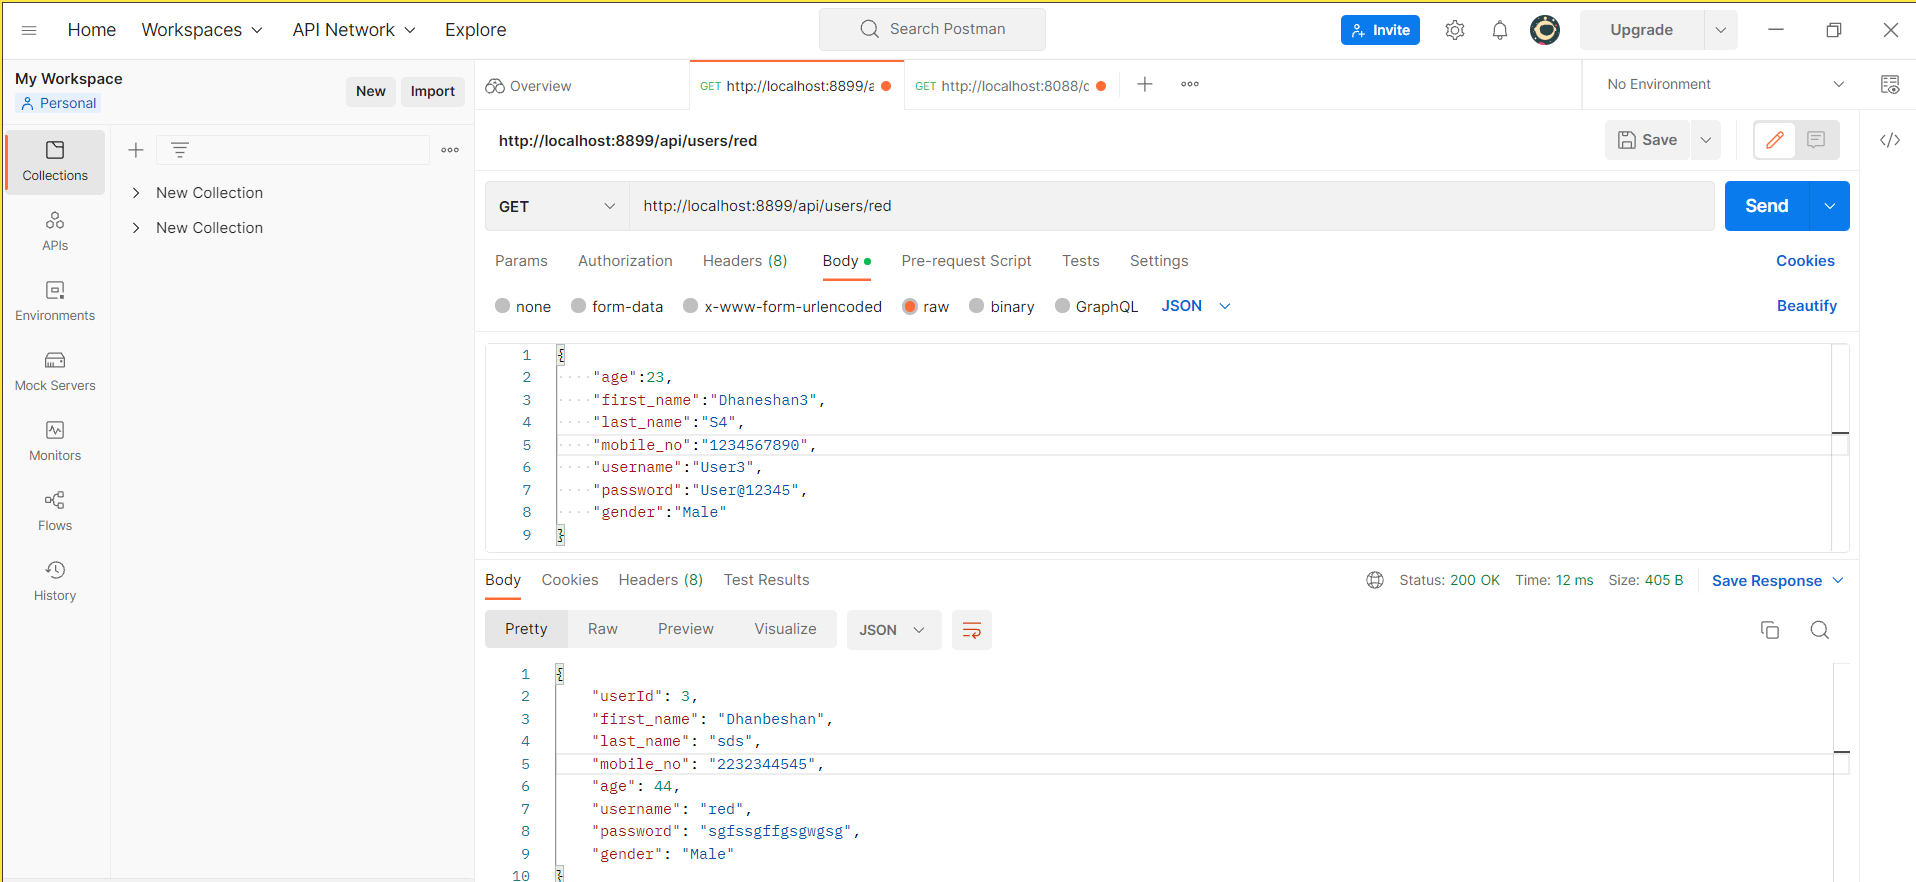 Home Workspaces API Network Explore Search Postman Invite Upgrade
My Workspace
Personal
New Import
Overview GET http://localhost:8899/a GET http://localhost:8088/c No Environment
http://localhost:8899/api/users/red Save
Collections
APIs
Environments
Mock Servers
Monitors
Flows
History
New Collection
New Collection
GET http://localhost:8899/api/users/red Send
Params Authorization Headers (8) Body Pre-request Script Tests Settings Cookies
none form-data x-www-form-urlencoded raw binary GraphQL JSON Beautify
1 {
2 "age":23,
3 "first_name":"Dhaneshan3",
4 "last_name":"S4",
5 "mobile_no":"1234567890",
6 "username":"User3",
7 "password":"User@12345",
8 "gender":"Male"
9 }
Body Cookies Headers (8) Test Results Status: 200 OK Time: 12 ms Size: 405 B Save Response
Pretty Raw Preview Visualize JSON
1 {
2 "userId": 3,
3 "first_name": "Dhanbeshan",
4 "last_name": "sds",
5 "mobile_no": "2232344545",
6 "age": 44,
7 "username": "red",
8 "password": "sgfssgffgsgwgsg",
9 "gender": "Male"
10 }